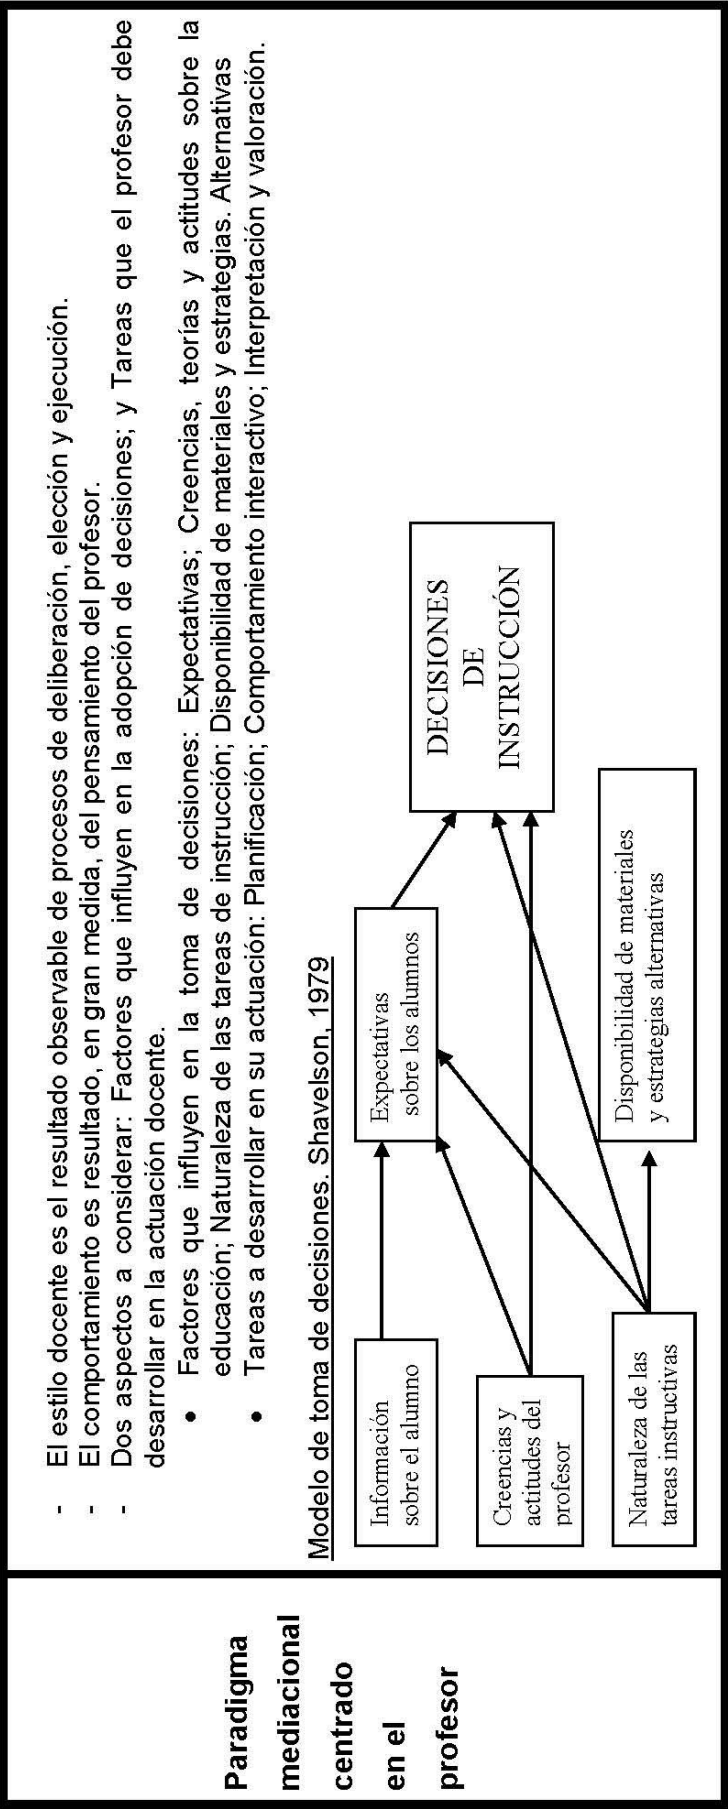 Paradigma
mediacional
centrado
en el
profesor
- El estilo docente es el resultado observable de procesos de deliberación, elección y ejecución.
- El comportamiento es resultado, en gran medida, del pensamiento del profesor.
- Dos aspectos a considerar: Factores que influyen en la adopción de decisiones; y Tareas que el profesor debe
desarrollar en la actuación docente.
• Factores que influyen en la toma de decisiones: Expectativas; Creencias, teorías y actitudes sobre la
educación; Naturaleza de las tareas de instrucción; Disponibilidad de materiales y estrategias. Alternativas
• Tareas a desarrollar en su actuación: Planificación; Comportamiento interactivo; Interpretación y valoración.
Modelo de toma de decisiones. Shavelson, 1979
Información
sobre el alumno
Expectativas
sobre los alumnos
Creencias y
actitudes del
profesor
DECISIONES
DE
INSTRUCCIÓN
Naturaleza de las
tareas instructivas
Disponibilidad de materiales
y estrategias alternativas